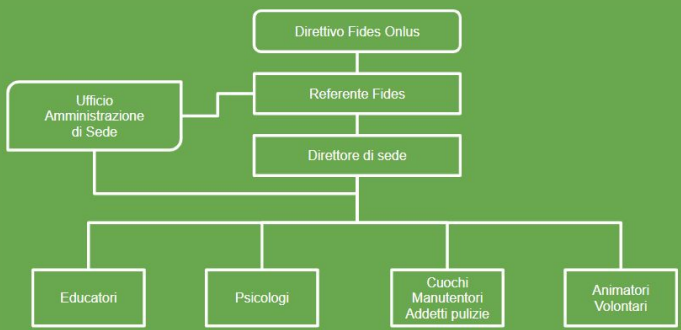 Direttivo Fides Onlus
Referente Fides
Ufficio
Amministrazione
di Sede
Direttore di sede
Educatori
Psicologi
Cuochi
Manutentori
Addetti pulizie
Animatori
Volontari